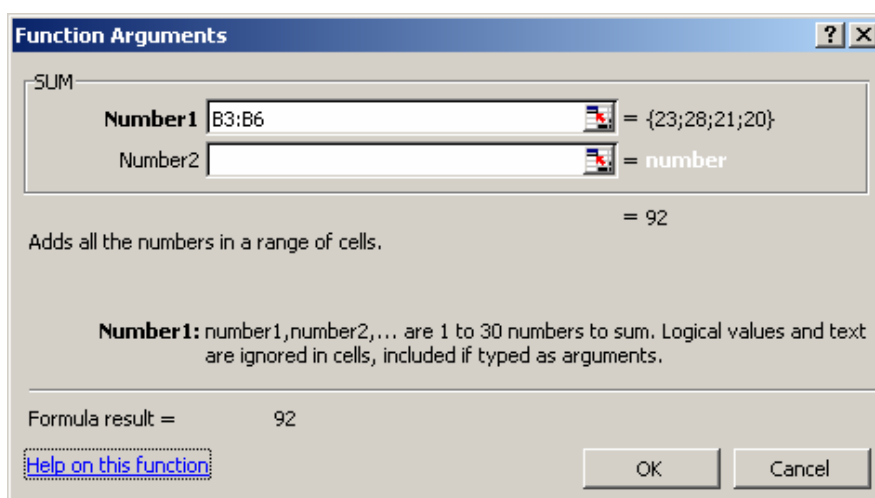 Function Arguments
SUM
Number1 B3:B6 = {23;28;21;20}
Number2 = number
= 92
Adds all the numbers in a range of cells.
Number1: number1,number2,... are 1 to 30 numbers to sum. Logical values and text
are ignored in cells, included if typed as arguments.
Formula result = 92
Help on this function OK Cancel